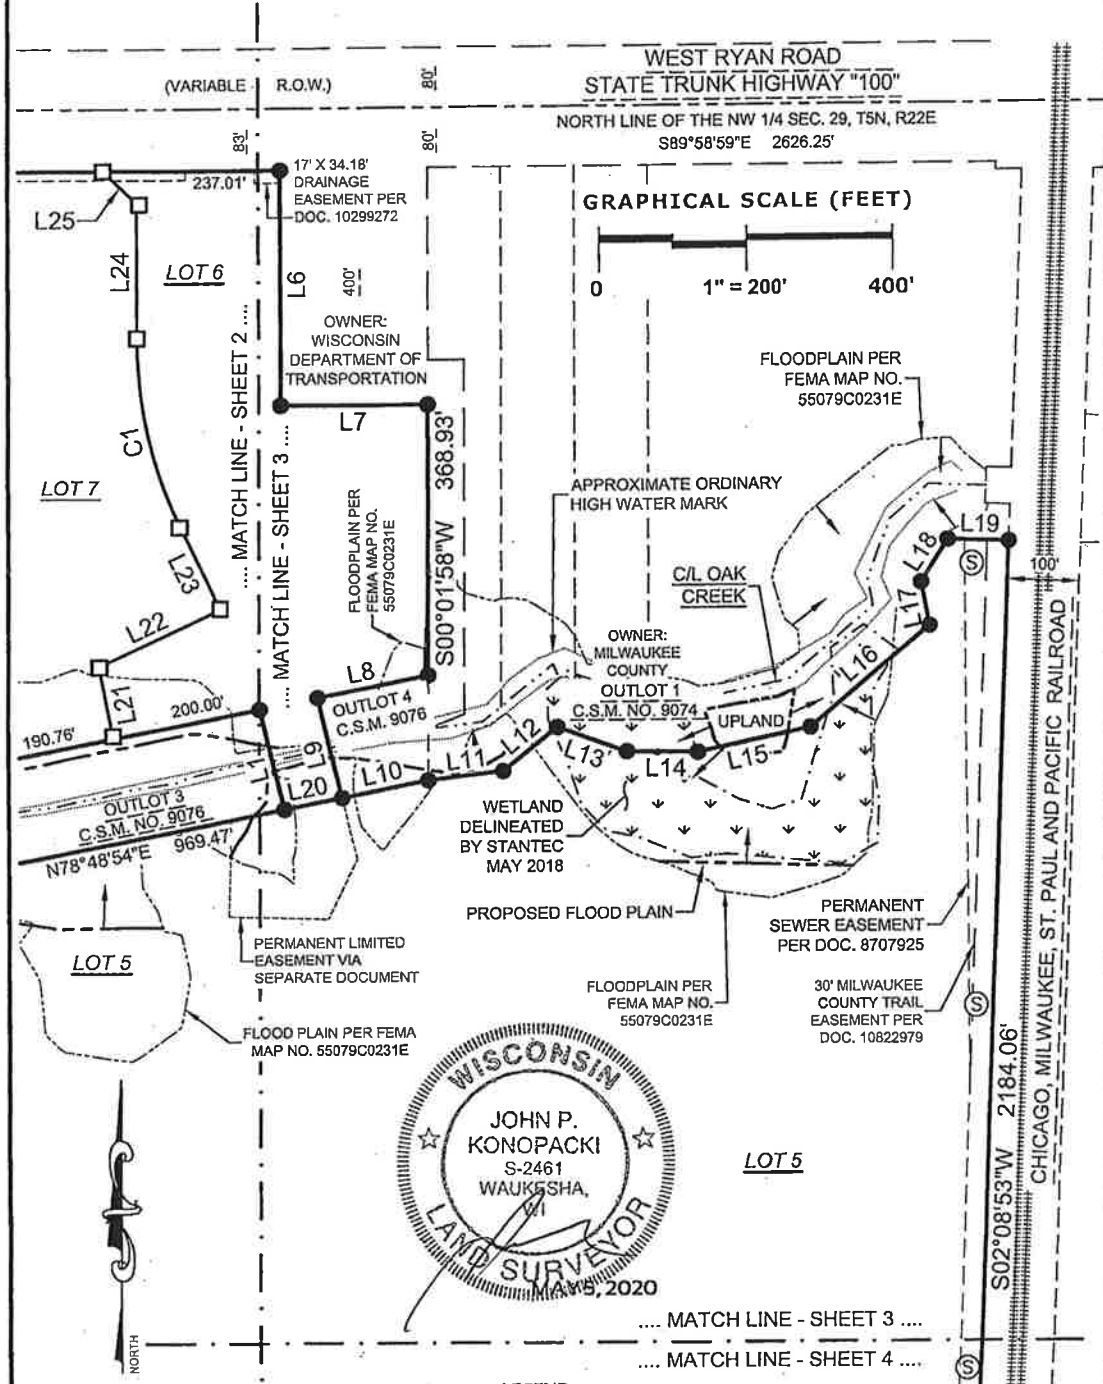 WEST RYAN ROAD
STATE TRUNK HIGHWAY "100"
(VARIABLE R.O.W.)
80'
NORTH LINE OF THE NW 1/4 SEC. 29, T5N, R22E
S89°58'59"E 2626.25'
83'
80'
17' X 34.18'
DRAINAGE
EASEMENT PER
DOC. 10299272
237.01'
L25
L24
LOT 6
L6
400'
GRAPHICAL SCALE (FEET)
0 1" = 200' 400'
OWNER:
WISCONSIN
DEPARTMENT OF
TRANSPORTATION
L7
FLOODPLAIN PER
FEMA MAP NO.
55079C0231E
.... MATCH LINE - SHEET 2 ....
.... MATCH LINE - SHEET 3 ....
C1
LOT 7
368.93'
S00°01'58"W
FLOODPLAIN PER
FEMA MAP NO.
55079C0231E
APPROXIMATE ORDINARY
HIGH WATER MARK
L19
L18
L17
100'
C/L OAK
CREEK
L23
L22
OWNER:
MILWAUKEE
COUNTY
OUTLOT 1
C.S.M. NO. 9074
L16
L8
OUTLOT 4
C.S.M. 9076
L21
200.00'
190.76'
UPLAND
L9
L10
L11
L12
L13
L14
L15
L20
OUTLOT 3
C.S.M. NO. 9076
N78°48'54"E 969.47'
WETLAND
DELINEATED
BY STANTEC
MAY 2018
PROPOSED FLOOD PLAIN
PERMANENT
SEWER EASEMENT
PER DOC. 8707925
LOT 5
PERMANENT LIMITED
EASEMENT VIA
SEPARATE DOCUMENT
FLOODPLAIN PER
FEMA MAP NO.
55079C0231E
30' MILWAUKEE
COUNTY TRAIL
EASEMENT PER
DOC. 10822979
FLOOD PLAIN PER FEMA
MAP NO. 55079C0231E
S
S
S
CHICAGO, MILWAUKEE, ST. PAUL AND PACIFIC RAILROAD
S02°08'53"W 2184.06'
WISCONSIN
JOHN P.
KONOPACKI
S-2461
WAUKESHA,
WI
LAND SURVEYOR
2020
LOT 5
NORTH
.... MATCH LINE - SHEET 3 ....
.... MATCH LINE - SHEET 4 ....